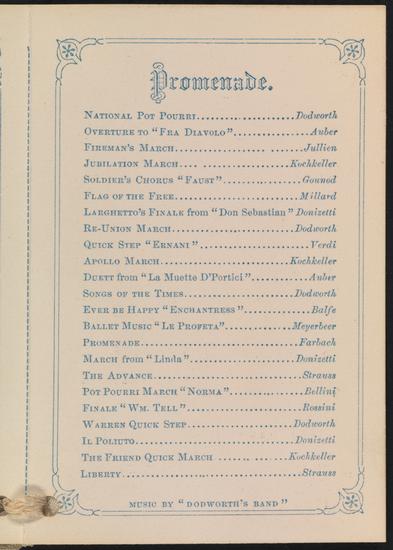 Promenade.
National Pot Pourri......................Dodworth
Overture to "Fra Diavolo"................Auber
Fireman's March..........................Jullien
Jubilation March.........................Kochkeller
Soldier's Chorus "Faust".................Gounod
Flag of the Free.........................Millard
Larghetto's Finale from "Don Sebastian" Donizetti
Re-Union March...........................Dodworth
Quick Step "Ernani"......................Verdi
Apollo March.............................Kochkeller
Duett from "La Muette D'Portici".........Auber
Songs of the Times.......................Dodworth
Ever be Happy "Enchantress"..............Balfe
Ballet Music "Le Profeta"................Meyerbeer
Promenade................................Farbach
March from "Linda".......................Donizetti
The Advance..............................Strauss
Pot Pourri March "Norma".................Bellini
Finale "Wm. Tell"........................Rossini
Warren Quick Step........................Dodworth
Il Poliuto...............................Donizetti
The Friend Quick March...................Kochkeller
Liberty..................................Strauss
MUSIC BY "DODWORTH'S BAND"